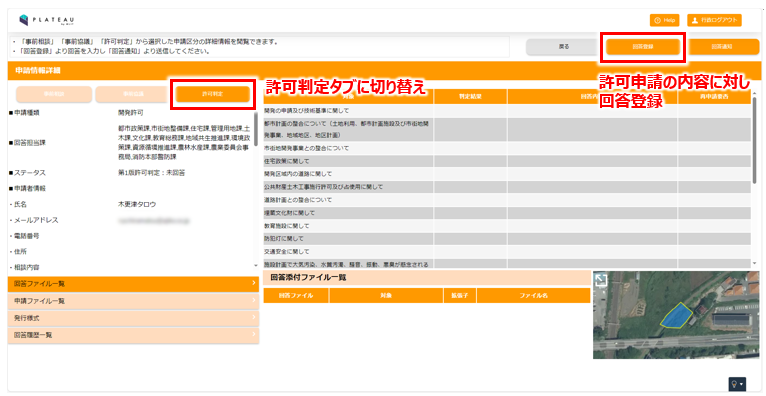 PLATEAU
by MLIT
Help
行政ログアウト
・「事前相談」「事前協議」「許可判定」から選択した申請区分の詳細情報を閲覧できます。
・「回答登録」より回答を入力し「回答通知」より送信してください。
戻る
回答登録
回答通知
申請情報詳細
事前相談
事前協議
許可判定
許可判定タブに切り替え
許可申請の内容に対し
回答登録
■申請種類
開発許可
■回答担当課
都市政策課,市街地整備課,住宅課,管理用地課,土
木課,文化課,教育総務課,地域共生推進課,環境政
策課,資源循環推進課,農林水産課,農業委員会事
務局,消防本部警防課
■ステータス
第1版許可判定：未回答
■申請者情報
・氏名
木更津タロウ
・メールアドレス
・電話番号
・住所
・相談内容
回答ファイル一覧
申請ファイル一覧
発行様式
回答履歴一覧
対象
判定結果
回答内容
再申請要否
開発の申請及び技術基準に関して
都市計画の整合について（土地利用、都市計画施設及び市街地開
発事業、地域地区、地区計画）
市街地開発事業との整合について
住宅政策に関して
開発区域内の道路に関して
公共財産土木工事施行許可及び占使用に関して
道路計画との整合について
埋蔵文化財に関して
教育施設に関して
防犯灯に関して
交通安全に関して
施設計画で大気汚染、水質汚濁、騒音、振動、悪臭が懸念される
回答添付ファイル一覧
回答ファイル
対象
拡張子
ファイル名